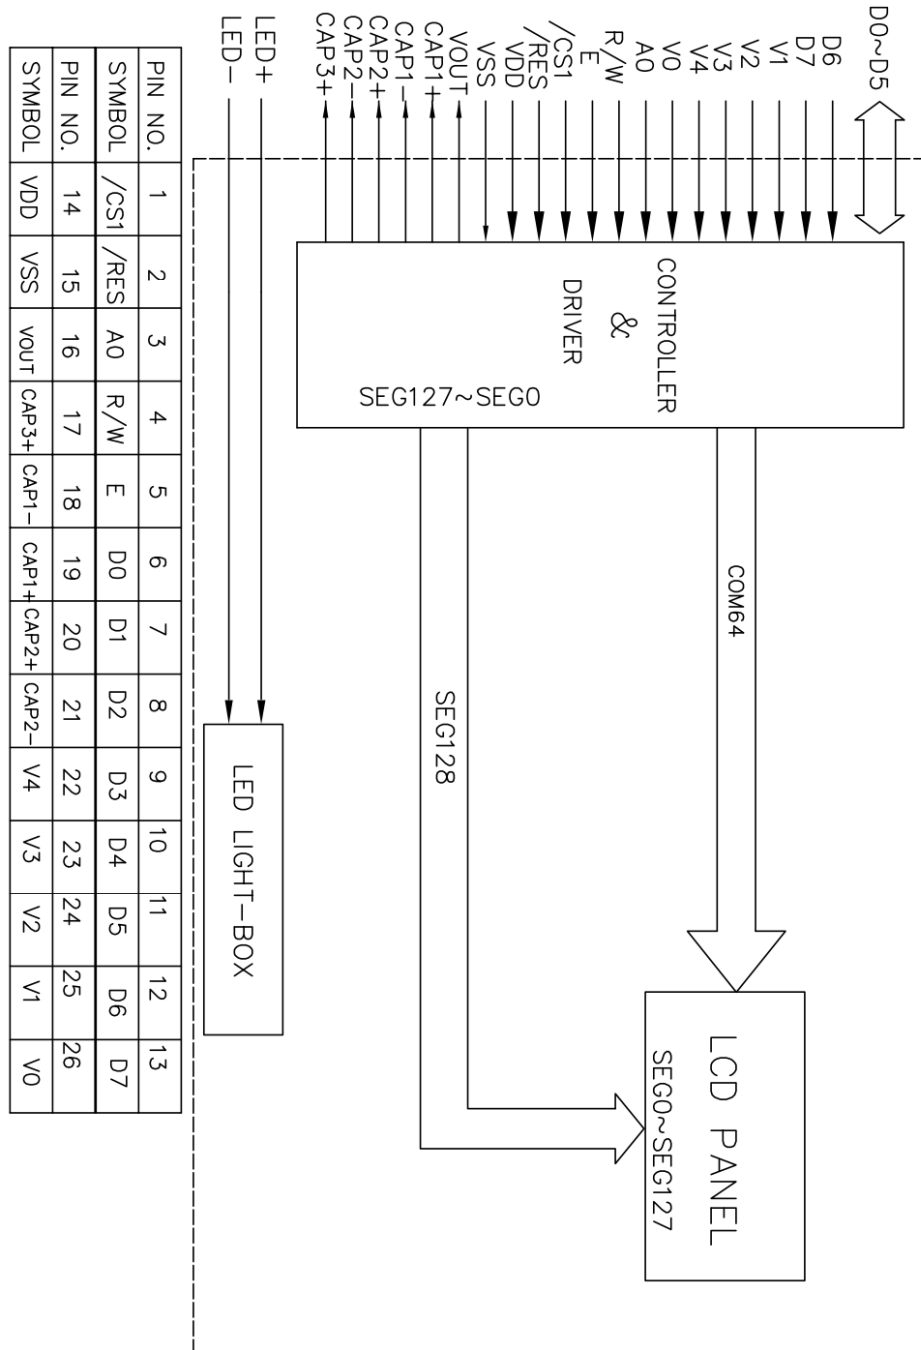 D0~D5
D6
D7
V1
V2
V3
V4
V0
A0
R/W
E
/CS1
/RES
VDD
VSS
VOUT
CAP1+
CAP1-
CAP2+
CAP2-
CAP3+
LED+
LED-
CONTROLLER
&
DRIVER
SEG127~SEG0
COM64
SEG128
LCD PANEL
SEG0~SEG127
LED LIGHT-BOX
PIN NO. 1 2 3 4 5 6 7 8 9 10 11 12 13
SYMBOL /CS1 /RES A0 R/W E D0 D1 D2 D3 D4 D5 D6 D7
PIN NO. 14 15 16 17 18 19 20 21 22 23 24 25 26
SYMBOL VDD VSS VOUT CAP3+ CAP1- CAP1+ CAP2+ CAP2- V4 V3 V2 V1 V0